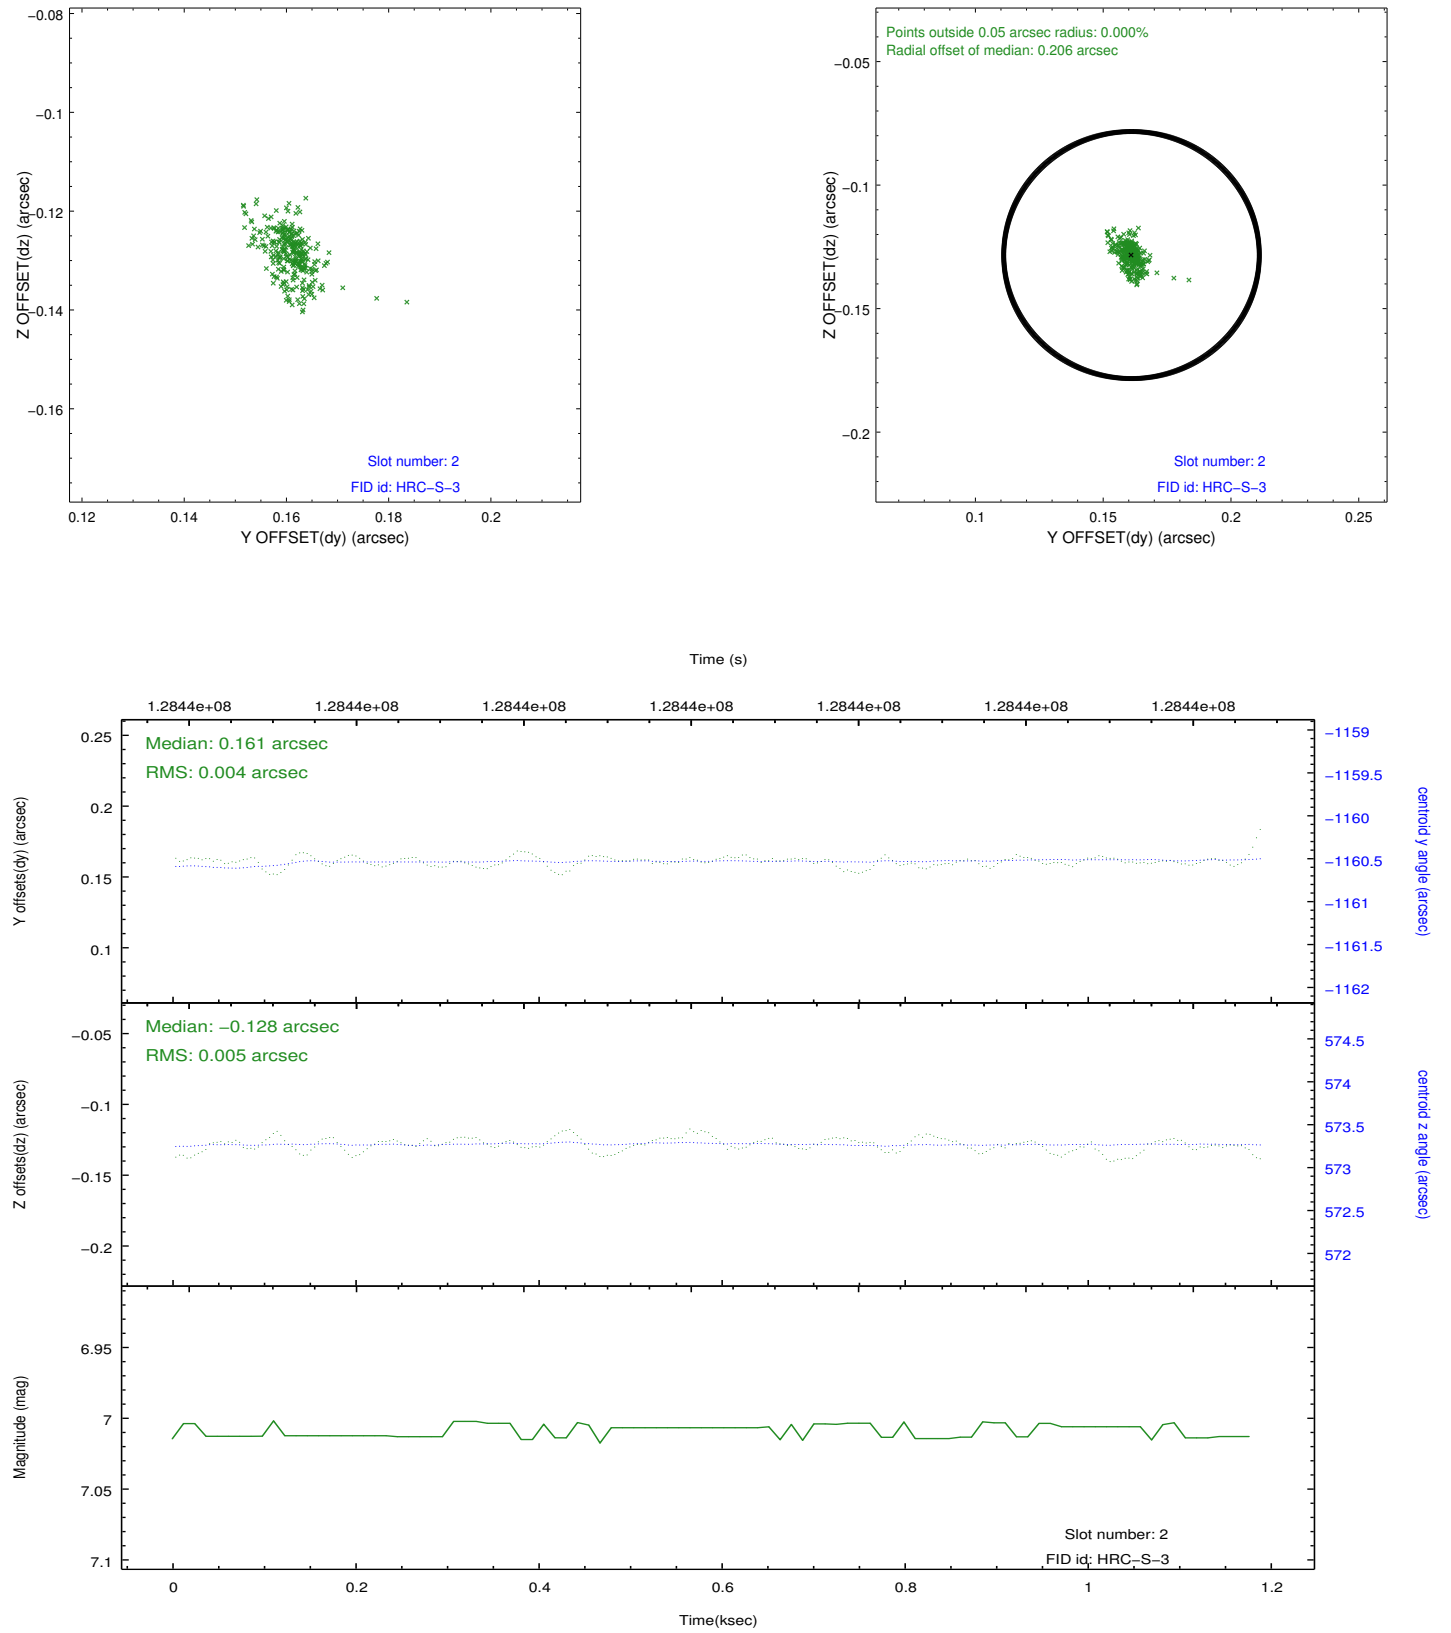 −0.08
−0.1
−0.12
−0.14
−0.16
Z OFFSET(dz) (arcsec)
Slot number: 2
FID id: HRC−S−3
0.12 0.14 0.16 0.18 0.2
Y OFFSET(dy) (arcsec)
Points outside 0.05 arcsec radius: 0.000%
Radial offset of median: 0.206 arcsec
−0.05
−0.1
−0.15
−0.2
Z OFFSET(dz) (arcsec)
Slot number: 2
FID id: HRC−S−3
0.1 0.15 0.2 0.25
Y OFFSET(dy) (arcsec)
Time (s)
1.2844e+08 1.2844e+08 1.2844e+08 1.2844e+08 1.2844e+08 1.2844e+08 1.2844e+08
Median: 0.161 arcsec
RMS: 0.004 arcsec
0.25
0.2
0.15
0.1
Y offsets(dy) (arcsec)
−1159
−1159.5
−1160
−1160.5
−1161
−1161.5
−1162
centroid y angle (arcsec)
Median: −0.128 arcsec
RMS: 0.005 arcsec
−0.05
−0.1
−0.15
−0.2
Z offsets(dz) (arcsec)
574.5
574
573.5
573
572.5
572
centroid z angle (arcsec)
6.95
7
7.05
7.1
Magnitude (mag)
Slot number: 2
FID id: HRC−S−3
0 0.2 0.4 0.6 0.8 1 1.2
Time(ksec)